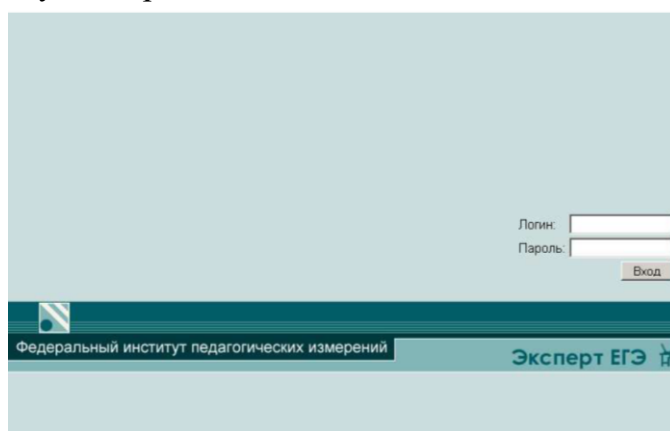 Логин:
Пароль:
Вход
Федеральный институт педагогических измерений
Эксперт ЕГЭ